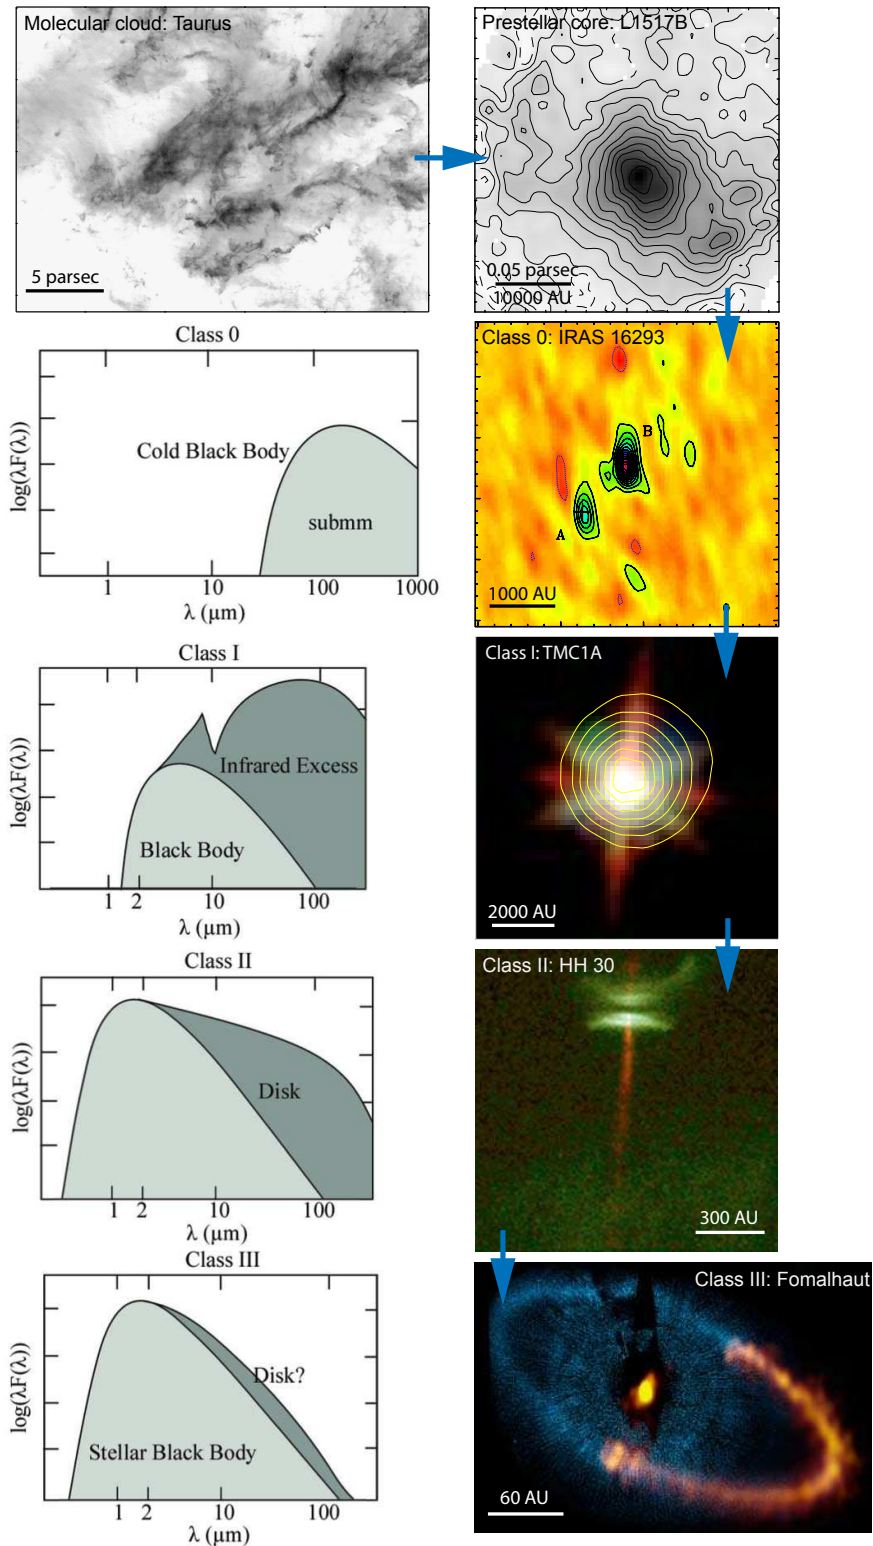 Molecular cloud: Taurus
5 parsec
Prestellar core: L1517B
0.05 parsec
10000 AU
Class 0
log(λF(λ))
Cold Black Body
submm
1
10
100
1000
λ (μm)
Class 0: IRAS 16293
B
A
1000 AU
Class I
log(λF(λ))
Infrared Excess
Black Body
1
2
10
100
λ (μm)
Class I: TMC1A
2000 AU
Class II
log(λF(λ))
Disk
1
2
10
100
λ (μm)
Class II: HH 30
300 AU
Class III
log(λF(λ))
Disk?
Stellar Black Body
1
2
10
100
λ (μm)
Class III: Fomalhaut
60 AU